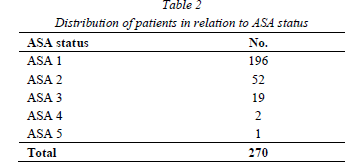 Table 2
Distribution of patients in relation to ASA status
ASA status No.
ASA 1 196
ASA 2 52
ASA 3 19
ASA 4 2
ASA 5 1
Total 270